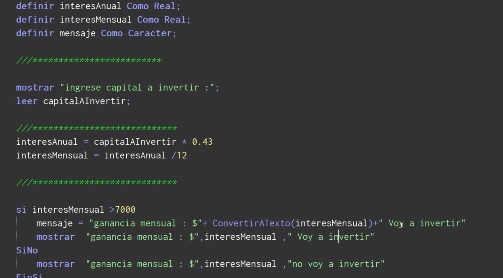 definir interesAnual Como Real;
definir interesMensual Como Real;
definir mensaje Como Caracter;
///*************************
mostrar "ingrese capital a invertir :";
leer capitalAInvertir;
///****************************
interesAnual = capitalAInvertir * 0.43
interesMensual = interesAnual /12
///****************************
si interesMensual >7000
mensaje = "ganancia mensual : $"+ ConvertirATexto(interesMensual)+" Voy a invertir"
mostrar "ganancia mensual : $",interesMensual ," Voy a invertir"
SiNo
mostrar "ganancia mensual : $",interesMensual ,"no voy a invertir"
FinSi